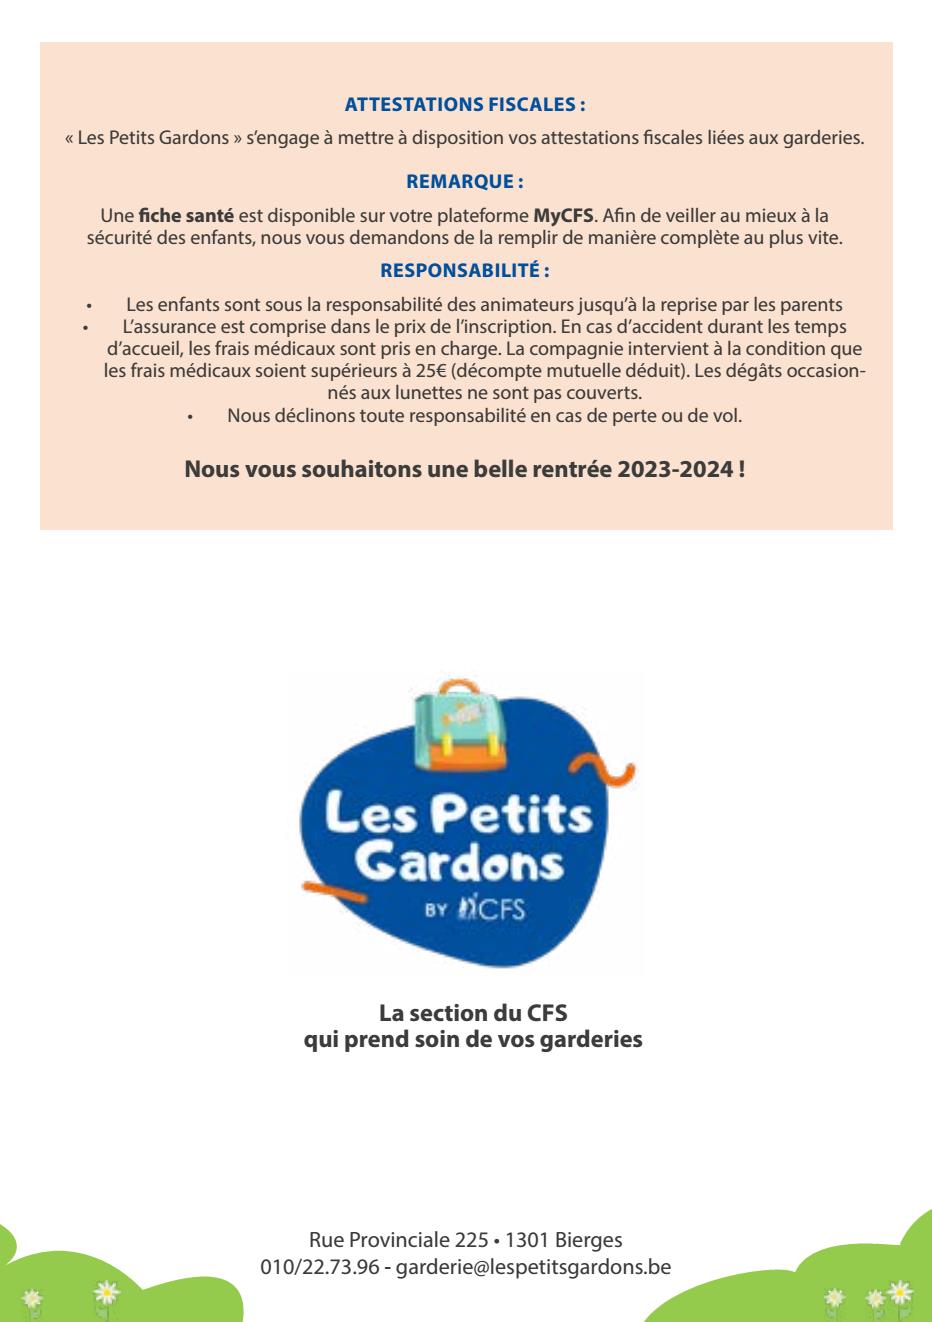 ATTESTATIONS FISCALES :
« Les Petits Gardons » s’engage à mettre à disposition vos attestations fiscales liées aux garderies.
REMARQUE :
Une fiche santé est disponible sur votre plateforme MyCFS. Afin de veiller au mieux à la
sécurité des enfants, nous vous demandons de la remplir de manière complète au plus vite.
RESPONSABILITÉ :
• Les enfants sont sous la responsabilité des animateurs jusqu’à la reprise par les parents
• L’assurance est comprise dans le prix de l’inscription. En cas d’accident durant les temps
d’accueil, les frais médicaux sont pris en charge. La compagnie intervient à la condition que
les frais médicaux soient supérieurs à 25€ (décompte mutuelle déduit). Les dégâts occasion-
nés aux lunettes ne sont pas couverts.
• Nous déclinons toute responsabilité en cas de perte ou de vol.
Nous vous souhaitons une belle rentrée 2023-2024 !
Les Petits
Gardons
BY CFS
La section du CFS
qui prend soin de vos garderies
Rue Provinciale 225 • 1301 Bierges
010/22.73.96 - garderie@lespetitsgardons.be